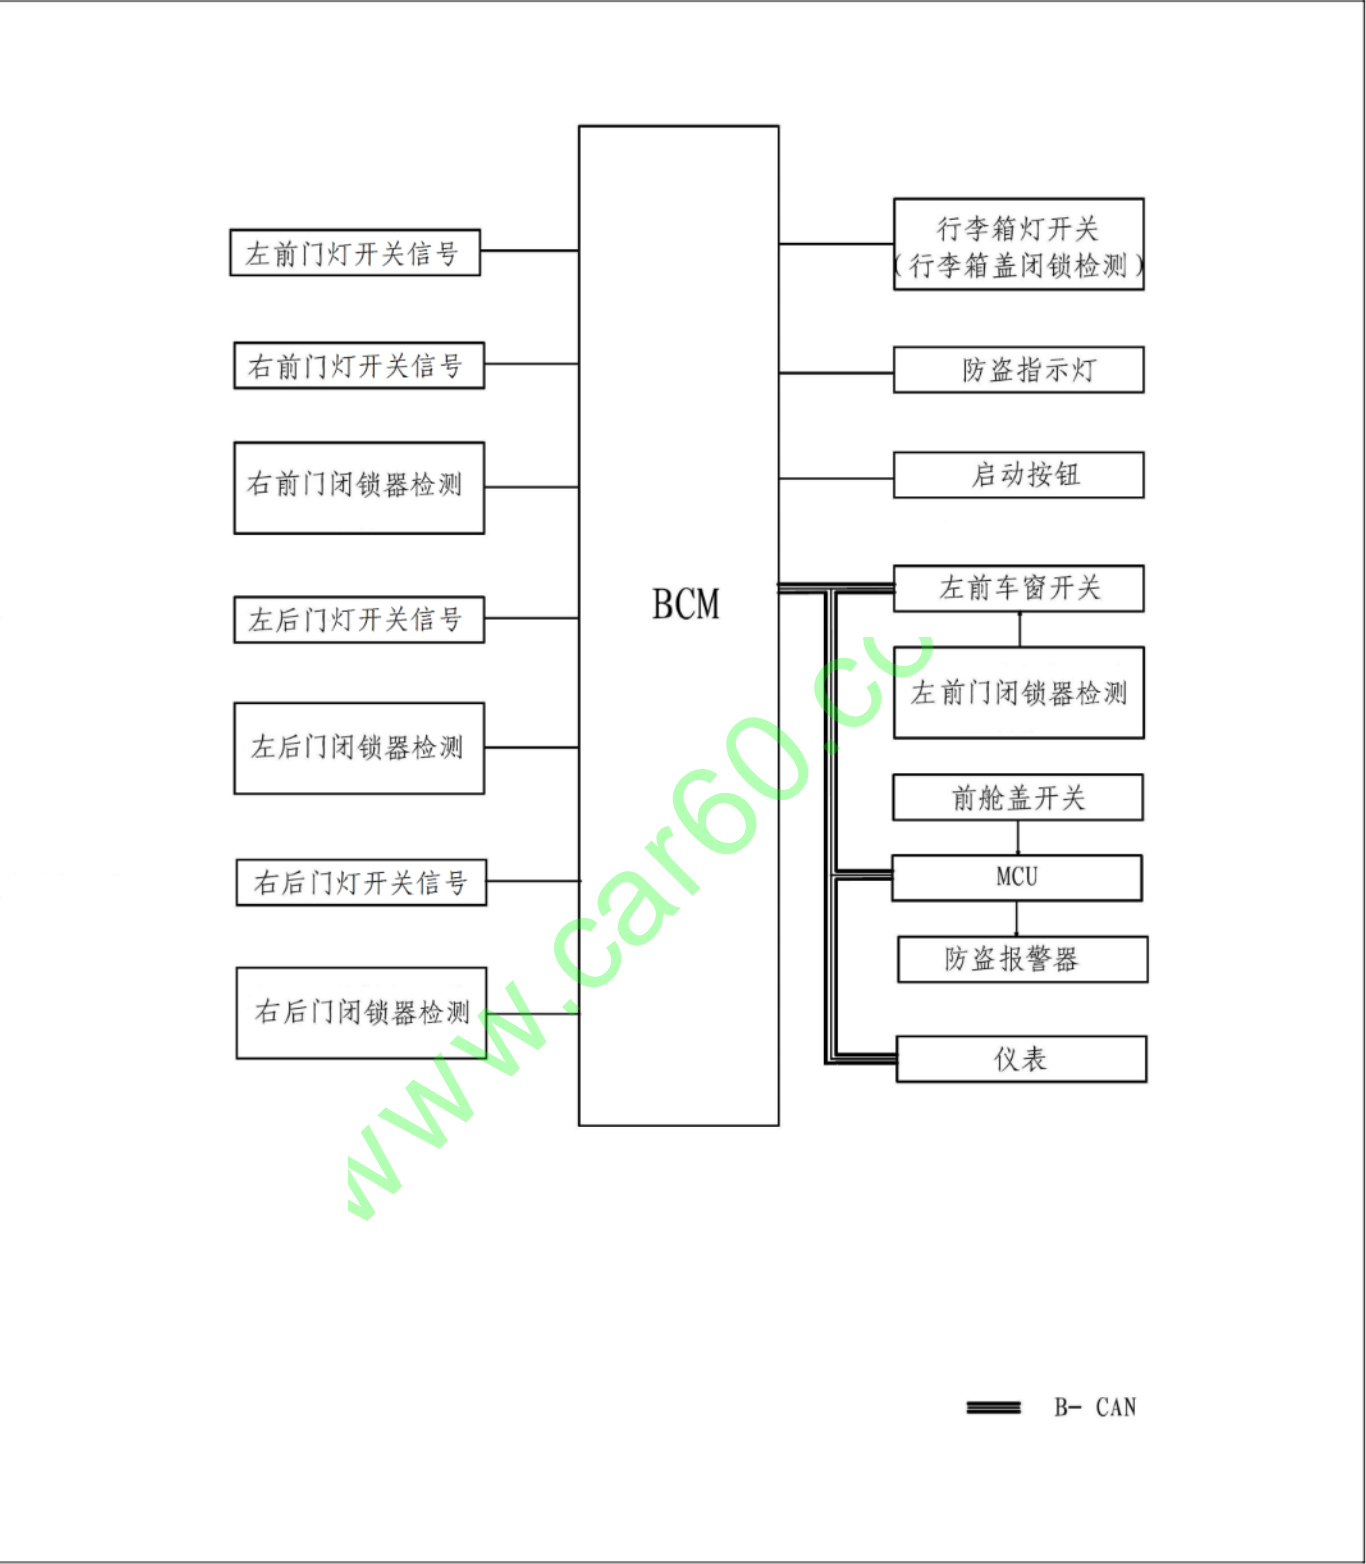 左前门灯开关信号
右前门灯开关信号
右前门闭锁器检测
左后门灯开关信号
左后门闭锁器检测
右后门灯开关信号
右后门闭锁器检测
BCM
行李箱灯开关
(行李箱盖闭锁检测)
防盗指示灯
启动按钮
左前车窗开关
左前门闭锁器检测
前舱盖开关
MCU
防盗报警器
仪表
B- CAN
www.car60.co